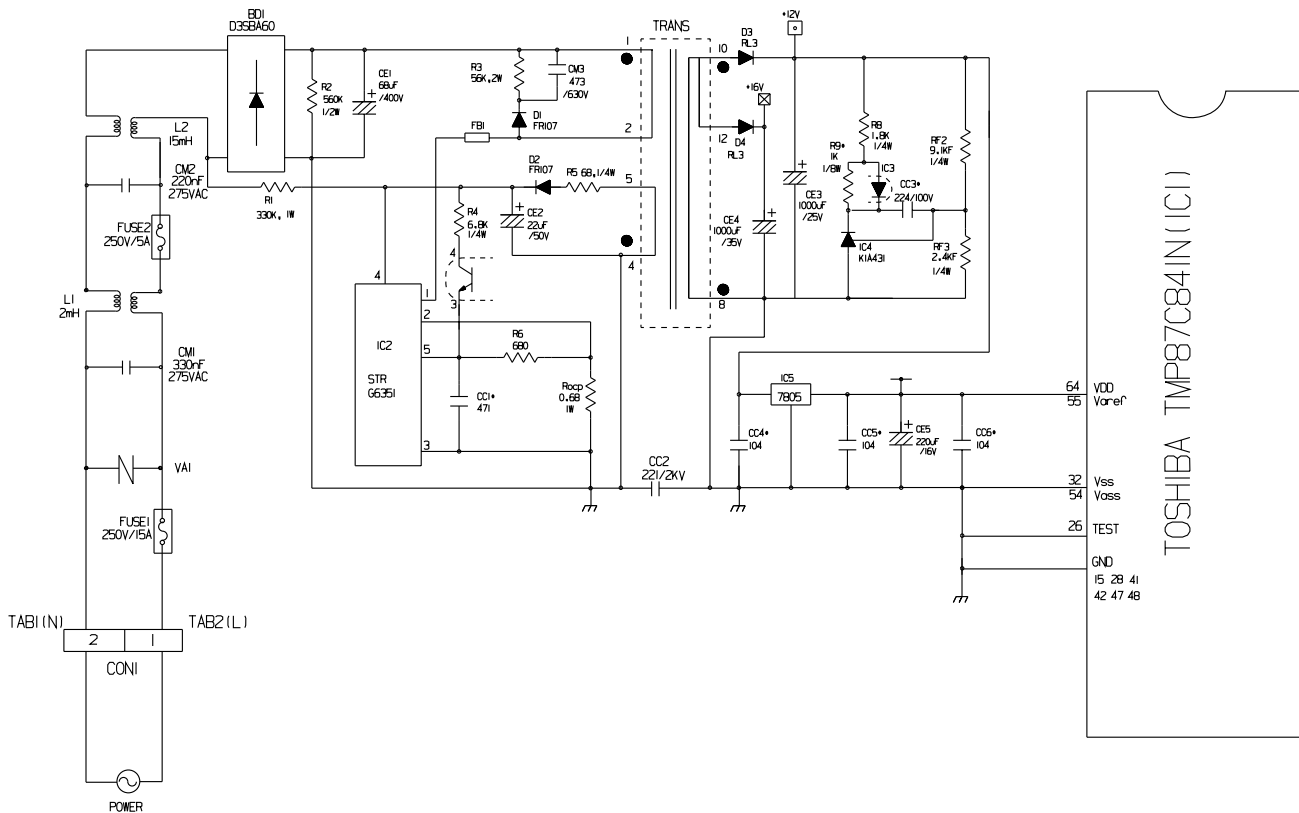 BD1
D3SBA60
TRANS
+12V
D3
RL3
1
10
R3
56K,2W
CM3
473
/630V
CE1
68uF
/400V
R2
560K
1/2W
+
+16V
D1
FR107
FB1
2
12
D4
RL3
R8
1.8K
1/4W
RF2
9.1KF
1/4W
L2
15mH
R9*
1K
1/8W
IC3
D2
FR107
R5 68,1/4W
5
CM2
220nF
275VAC
R1
330K, 1W
+
CE3
1000uF
/25V
CC3*
224/100V
R4
6.8K
1/4W
+
CE2
22uF
/50V
+
CE4
1000uF
/35V
FUSE2
250V/5A
4
IC4
KIA431
RF3
2.4KF
1/4W
4
4
3
8
L1
2mH
1
2
IC2
R6
680
5
STR
G6351
CM1
330nF
275VAC
CC1*
471
Rocp
0.68
1W
IC5
7805
64
VDD
55
Varef
3
CC4*
104
CC5*
104
+
CE5
220uF
/16V
CC6*
104
VA1
CC2
221/2KV
32
Vss
54
Vass
FUSE1
250V/15A
26
TEST
GND
15 28 41
42 47 48
TOSHIBA TMP87C841N(IC1)
TAB1(N)
TAB2(L)
2
1
CON1
POWER